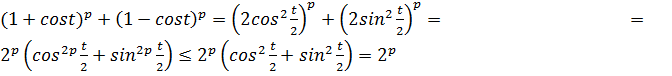 (1 + cost)^p + (1 − cost)^p = (2cos^2 t/2)^p + (2sin^2 t/2)^p = =
2^p (cos^{2p} t/2 + sin^{2p} t/2) ≤ 2^p (cos^2 t/2 + sin^2 t/2) = 2^p